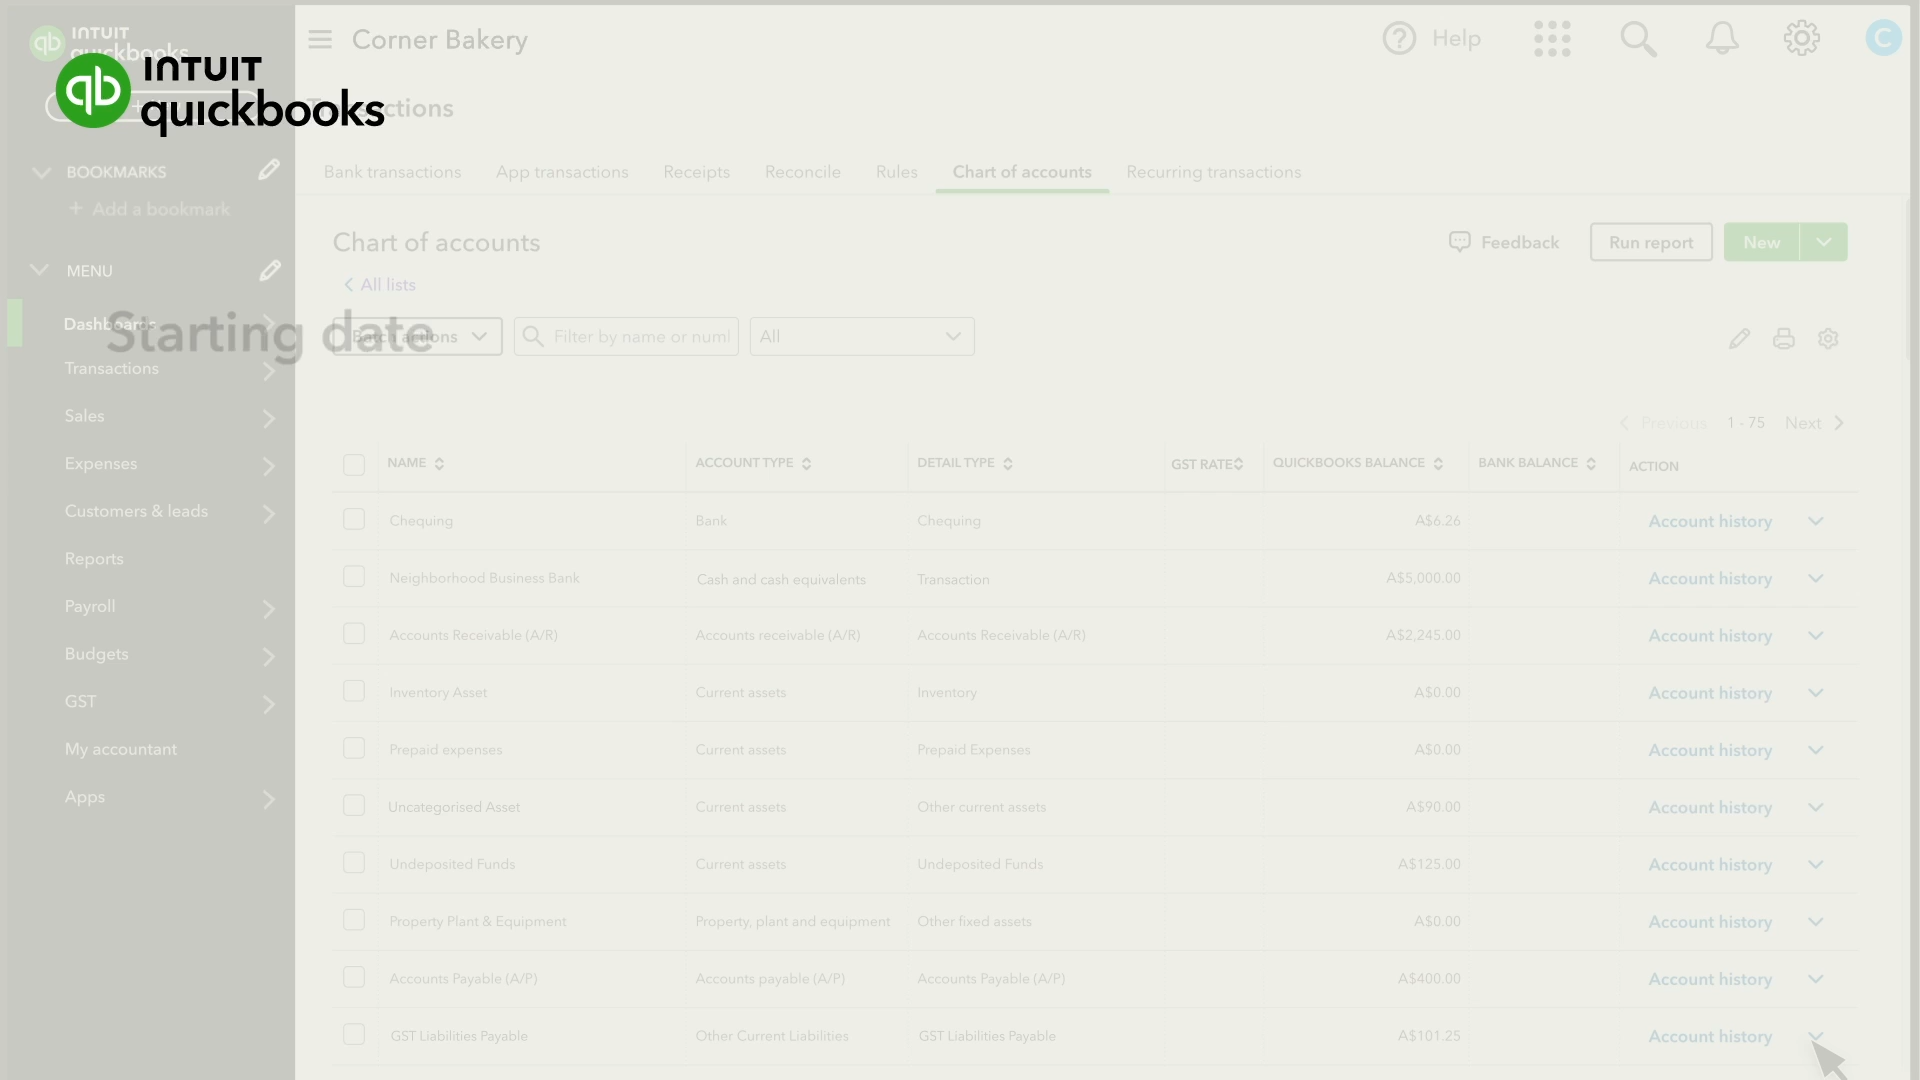 INTUIT
quickbooks
INTUIT
quickbooks
Corner Bakery
Help
C
BOOKMARKS
+ Add a bookmark
MENU
Dashboards
Transactions
Sales
Expenses
Customers & leads
Reports
Payroll
Budgets
GST
My accountant
Apps
Starting date
Transactions
Bank transactions App transactions Receipts Reconcile Rules Chart of accounts Recurring transactions
Chart of accounts
Feedback Run report New
All lists
Batch actions Filter by name or num All
Previous 1 - 75 Next
NAME ACCOUNT TYPE DETAIL TYPE GST RATE QUICKBOOKS BALANCE BANK BALANCE ACTION
Chequing Bank Chequing A$6.26 Account history
Neighborhood Business Bank Cash and cash equivalents Transaction A$5,000.00 Account history
Accounts Receivable (A/R) Accounts receivable (A/R) Accounts Receivable (A/R) A$2,245.00 Account history
Inventory Asset Current assets Inventory A$0.00 Account history
Prepaid expenses Current assets Prepaid Expenses A$0.00 Account history
Uncategorised Asset Current assets Other current assets A$90.00 Account history
Undeposited Funds Current assets Undeposited Funds A$125.00 Account history
Property Plant & Equipment Property, plant and equipment Other fixed assets A$0.00 Account history
Accounts Payable (A/P) Accounts payable (A/P) Accounts Payable (A/P) A$400.00 Account history
GST Liabilities Payable Other Current Liabilities GST Liabilities Payable A$101.25 Account history